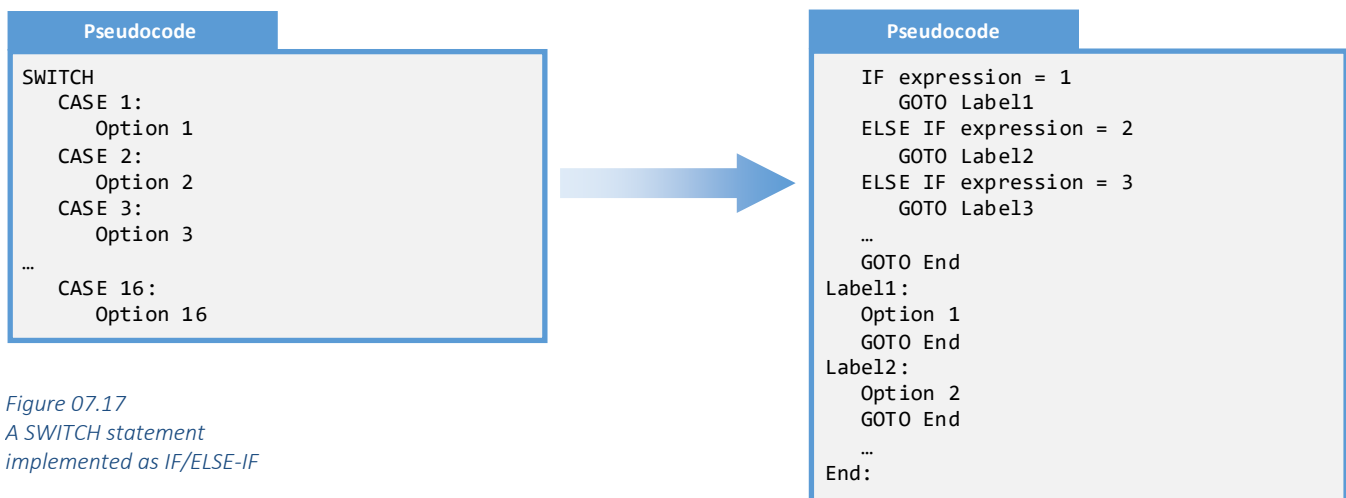 Pseudocode
SWITCH
CASE 1:
Option 1
CASE 2:
Option 2
CASE 3:
Option 3
…
CASE 16:
Option 16
Figure 07.17
A SWITCH statement
implemented as IF/ELSE-IF
Pseudocode
IF expression = 1
GOTO Label1
ELSE IF expression = 2
GOTO Label2
ELSE IF expression = 3
GOTO Label3
…
GOTO End
Label1:
Option 1
GOTO End
Label2:
Option 2
GOTO End
…
End: